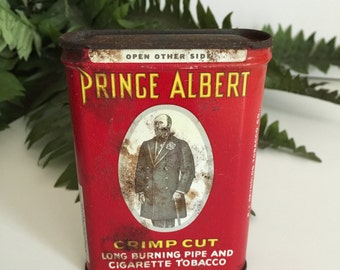 OPEN OTHER SIDE
PRINCE ALBERT
CRIMP CUT
LONG BURNING PIPE AND
CIGARETTE TOBACCO